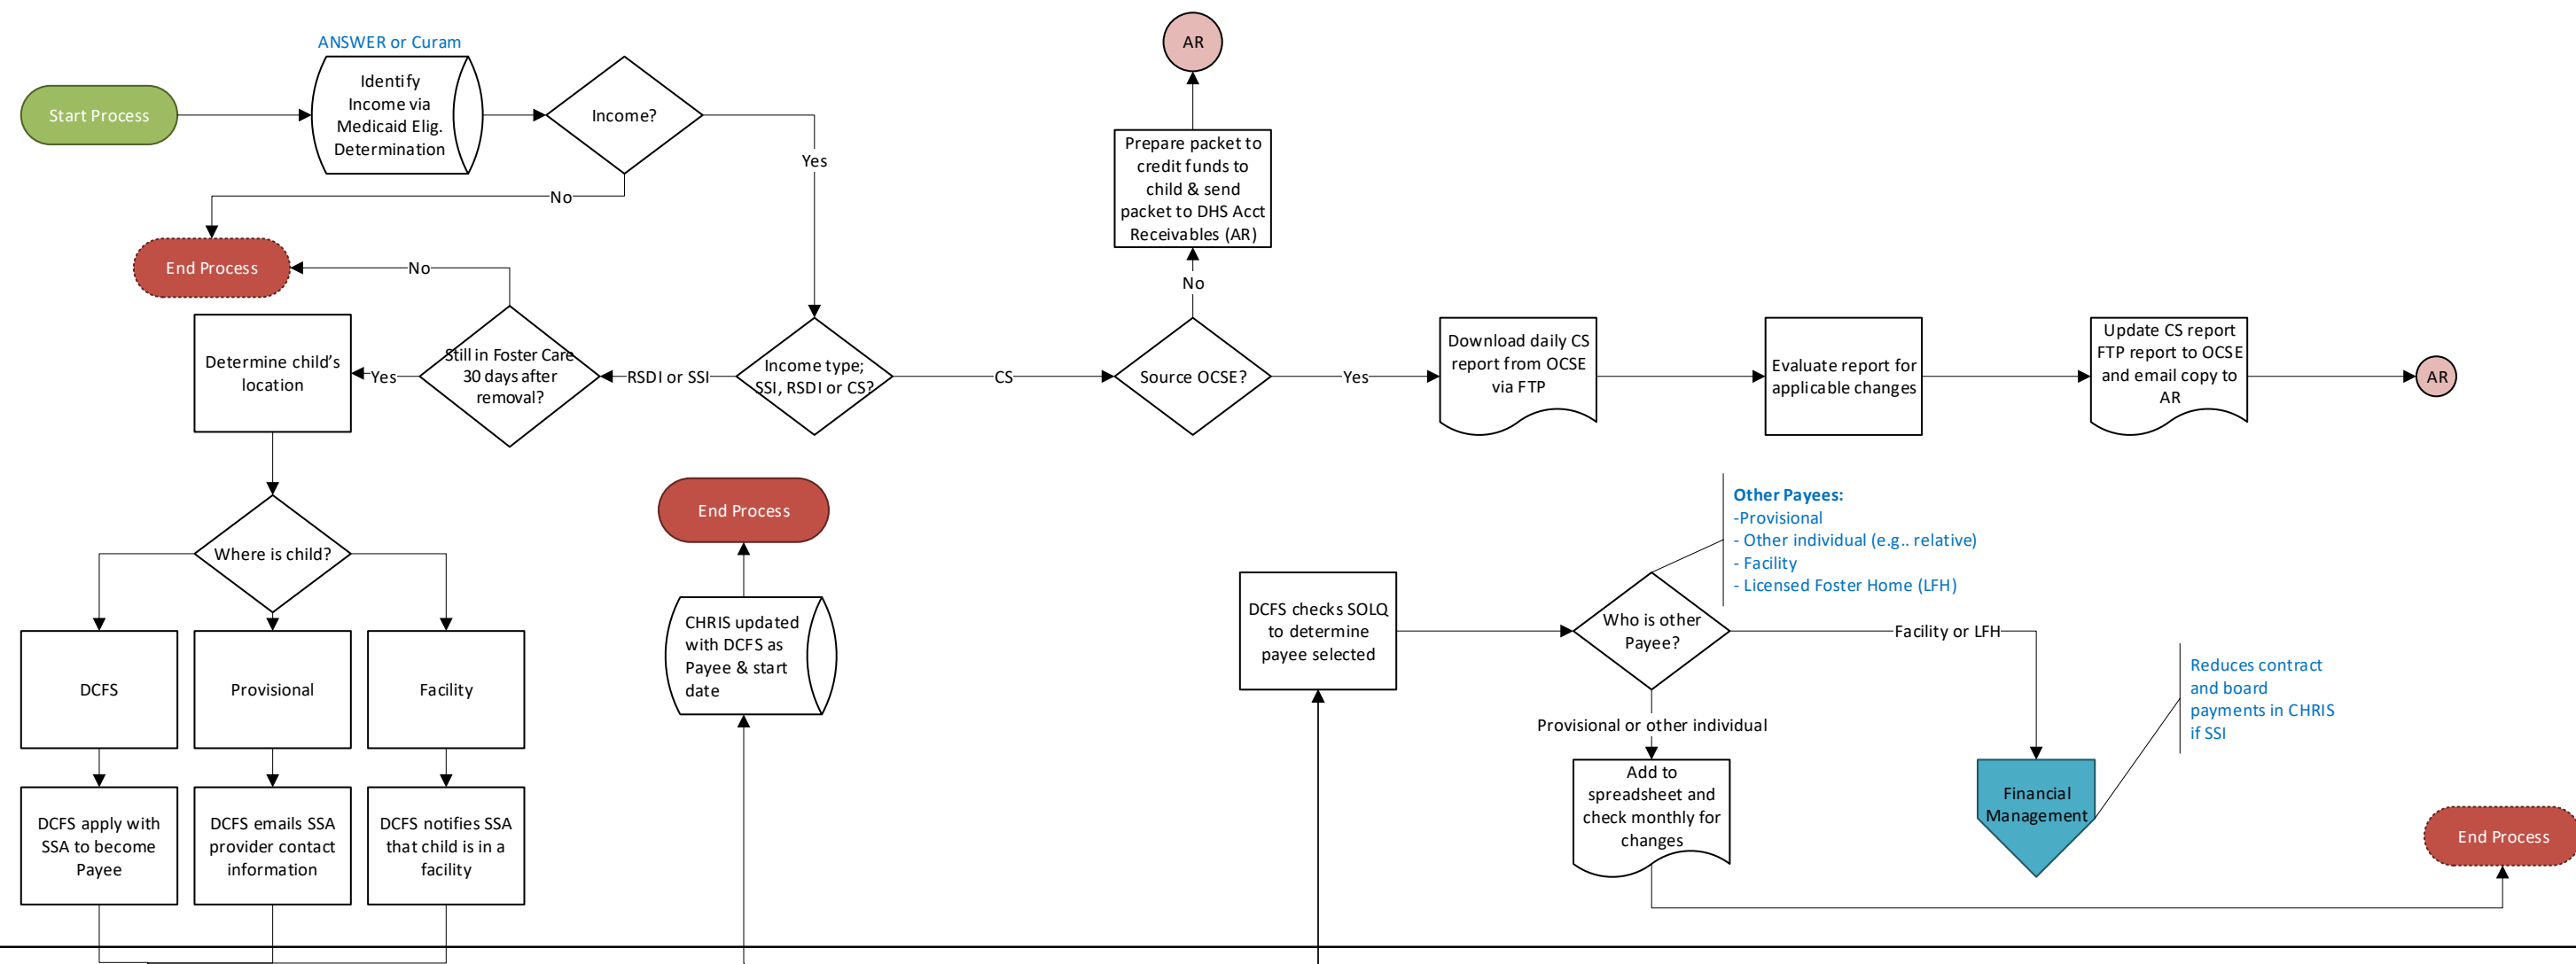 ANSWER or Curam
Start Process
Identify
Income via
Medicaid Elig.
Determination
Income?
Yes
No
End Process
AR
Prepare packet to
credit funds to
child & send
packet to DHS Acct
Receivables (AR)
No
No
Determine child's
location
Yes
Still in Foster Care
30 days after
removal?
RSDI or SSI
Income type;
SSI, RSDI or CS?
CS
Source OCSE?
Yes
Download daily CS
report from OCSE
via FTP
Evaluate report for
applicable changes
Update CS report
FTP report to OCSE
and email copy to
AR
AR
Where is child?
End Process
Other Payees:
-Provisional
- Other individual (e.g.. relative)
- Facility
- Licensed Foster Home (LFH)
DCFS
Provisional
Facility
CHRIS updated
with DCFS as
Payee & start
date
DCFS checks SOLQ
to determine
payee selected
Who is other
Payee?
Facility or LFH
Reduces contract
and board
payments in CHRIS
if SSI
Provisional or other individual
DCFS apply with
SSA to become
Payee
DCFS emails SSA
provider contact
information
DCFS notifies SSA
that child is in a
facility
Add to
spreadsheet and
check monthly for
changes
Financial
Management
End Process